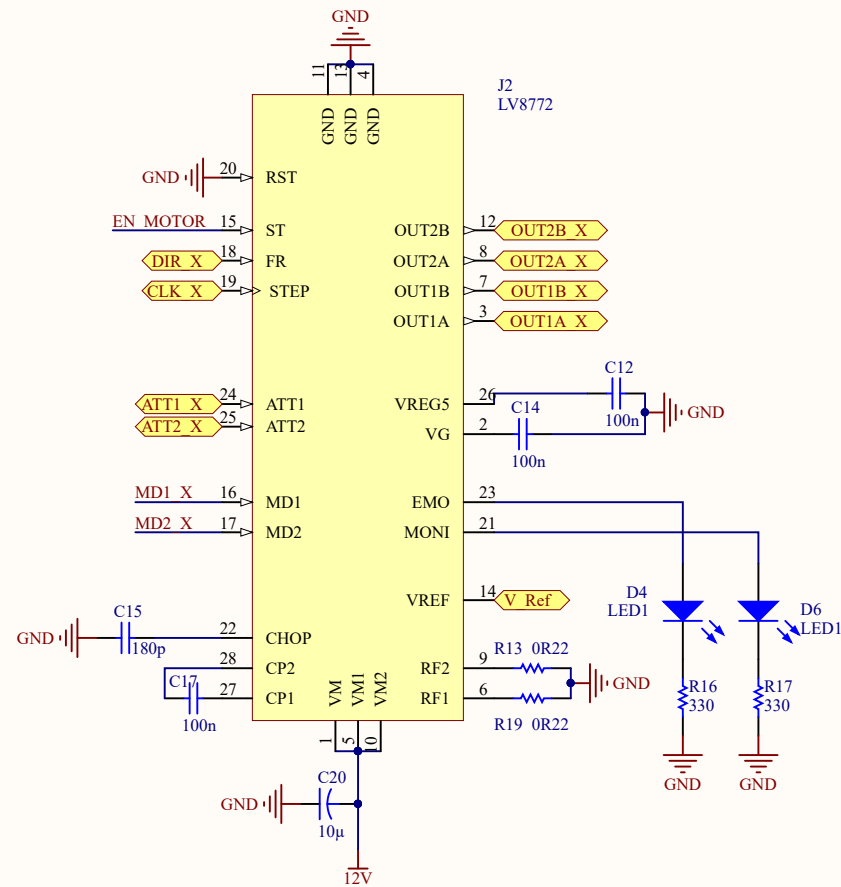 GND
11
13
4
J2
LV8772
GND
GND
GND
GND
20
RST
EN_MOTOR
15
ST
OUT2B
12
OUT2B_X
DIR_X
18
FR
OUT2A
8
OUT2A_X
CLK_X
19
STEP
OUT1B
7
OUT1B_X
OUT1A
3
OUT1A_X
C12
ATT1_X
24
ATT1
VREG5
26
100n
GND
ATT2_X
25
ATT2
VG
2
C14
100n
MD1_X
16
MD1
EMO
23
MD2_X
17
MD2
MONI
21
VREF
14
V_Ref
D4
LED1
D6
LED1
C15
GND
180p
22
CHOP
28
CP2
RF2
9
R13 0R22
C17
100n
27
CP1
RF1
6
R19 0R22
GND
R16
330
R17
330
VM
VM1
VM2
1
5
10
GND
GND
C20
GND
10µ
12V